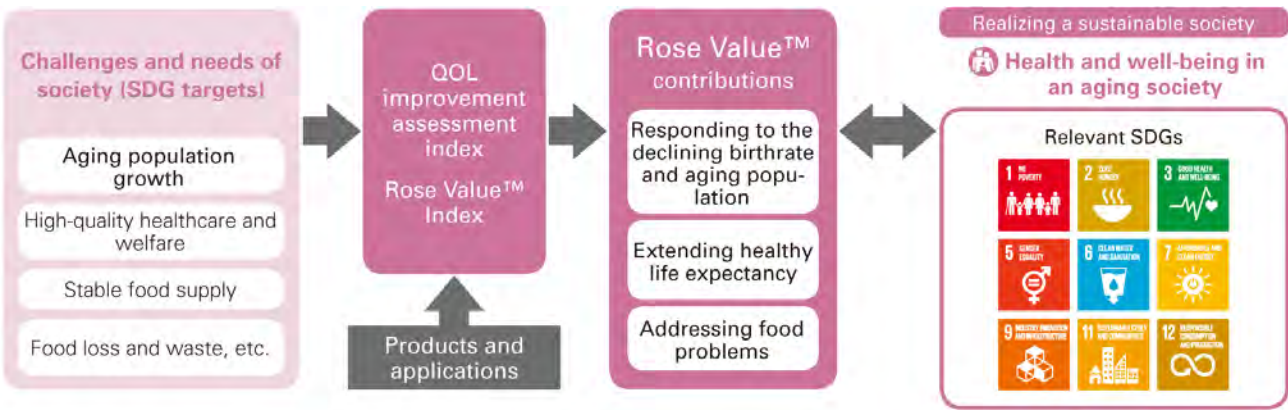 Challenges and needs of
society (SDG targets)
Aging population
growth
High-quality healthcare and
welfare
Stable food supply
Food loss and waste, etc.
QOL
improvement
assessment
index
Rose Value™
Index
Products and
applications
Rose Value™
contributions
Responding to the
declining birthrate
and aging popu-
lation
Extending healthy
life expectancy
Addressing food
problems
Realizing a sustainable society
Health and well-being in
an aging society
Relevant SDGs
1 NO
POVERTY
2 ZERO
HUNGER
3 GOOD HEALTH
AND WELL-BEING
5 GENDER
EQUALITY
6 CLEAN WATER
AND SANITATION
7 AFFORDABLE AND
CLEAN ENERGY
9 INDUSTRY, INNOVATION
AND INFRASTRUCTURE
11 SUSTAINABLE CITIES
AND COMMUNITIES
12 RESPONSIBLE
CONSUMPTION
AND PRODUCTION